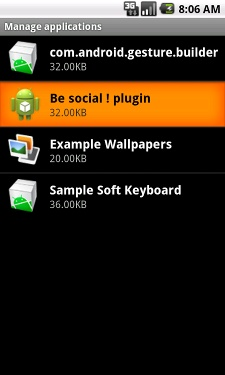 3G
8:06 AM
Manage applications
com.android.gesture.builder
32.00KB
Be social ! plugin
32.00KB
Example Wallpapers
20.00KB
Sample Soft Keyboard
36.00KB